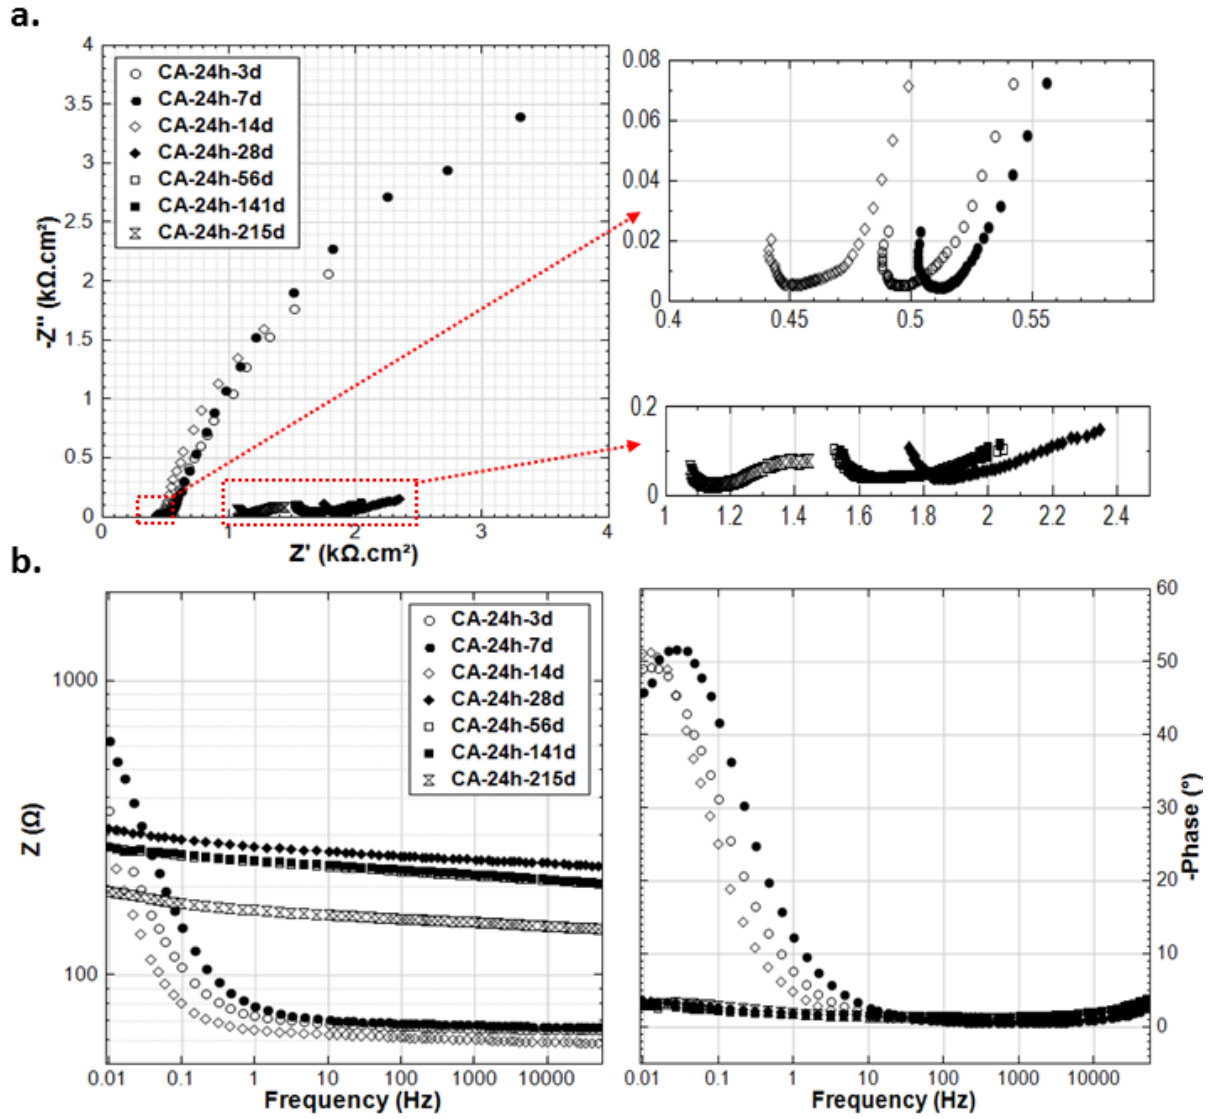 a.
4
3.5
3
2.5
2
1.5
1
0.5
0
-Z'' (kΩ.cm²)
CA-24h-3d
CA-24h-7d
CA-24h-14d
CA-24h-28d
CA-24h-56d
CA-24h-141d
CA-24h-215d
0 1 2 3 4
Z' (kΩ.cm²)
0.08
0.06
0.04
0.02
0
0.4 0.45 0.5 0.55
0.2
0
1 1.2 1.4 1.6 1.8 2 2.2 2.4
b.
1000
100
Z (Ω)
CA-24h-3d
CA-24h-7d
CA-24h-14d
CA-24h-28d
CA-24h-56d
CA-24h-141d
CA-24h-215d
0.01 0.1 1 10 100 1000 10000
Frequency (Hz)
60
50
40
30
20
10
0
-Phase (°)
0.01 0.1 1 10 100 1000 10000
Frequency (Hz)